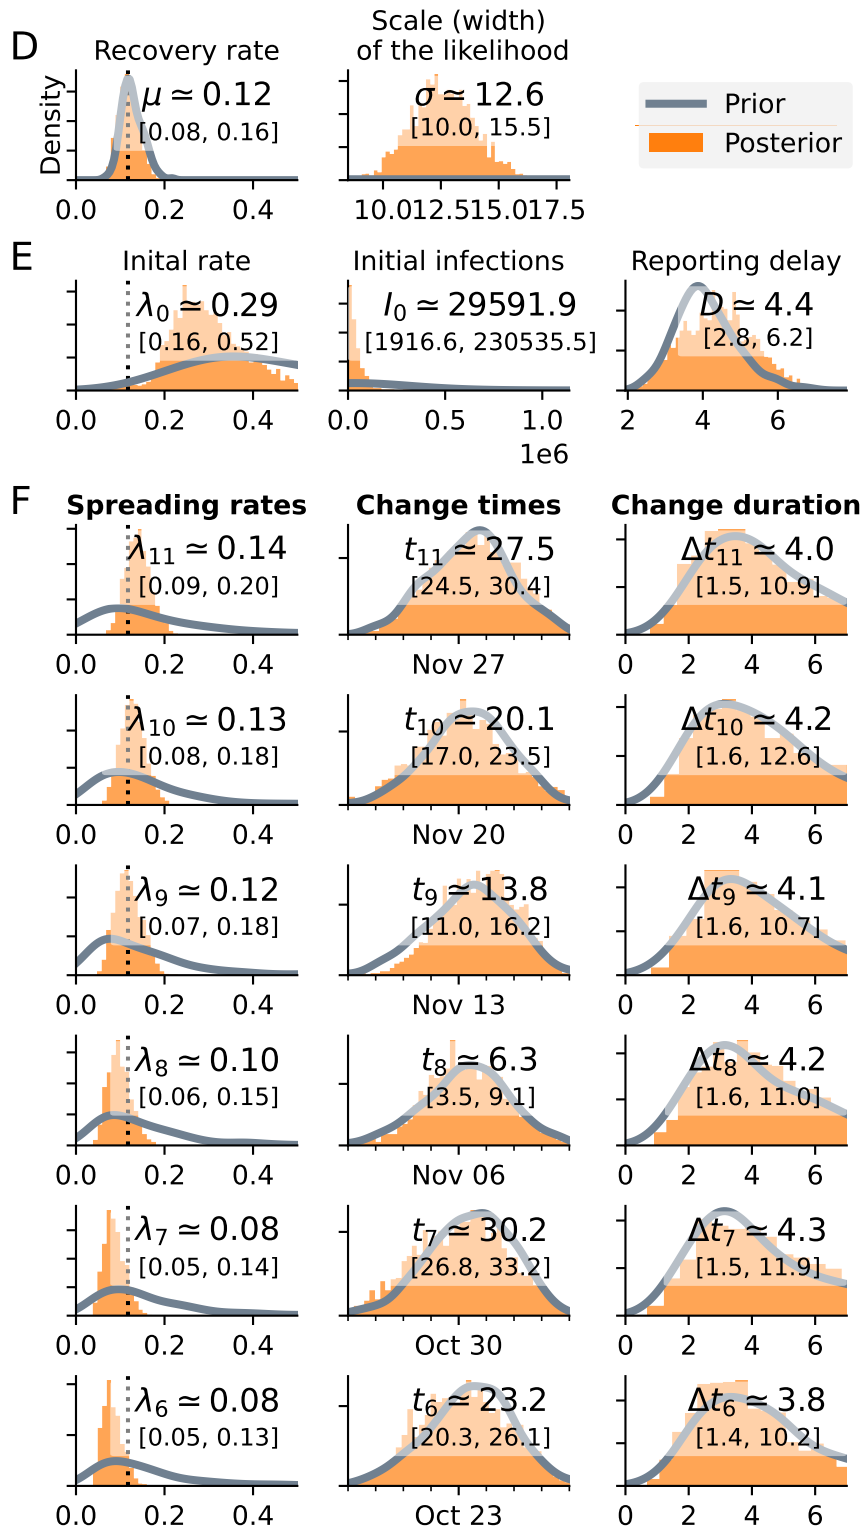 D
Recovery rate
Density
μ ≃ 0.12
[0.08, 0.16]
0.0 0.2 0.4
Scale (width)
of the likelihood
σ ≃ 12.6
[10.0, 15.5]
10.0 12.5 15.0 17.5
Prior
Posterior
E
Inital rate
λ0 ≃ 0.29
[0.16, 0.52]
0.0 0.2 0.4
Initial infections
I0 ≃ 29591.9
[1916.6, 230535.5]
0.0 0.5 1.0
1e6
Reporting delay
D ≃ 4.4
[2.8, 6.2]
2 4 6
F
Spreading rates Change times Change duration
λ11 ≃ 0.14 t11 ≃ 27.5 Δt11 ≃ 4.0
[0.09, 0.20] [24.5, 30.4] [1.5, 10.9]
0.0 0.2 0.4 Nov 27 0 2 4 6
λ10 ≃ 0.13 t10 ≃ 20.1 Δt10 ≃ 4.2
[0.08, 0.18] [17.0, 23.5] [1.6, 12.6]
0.0 0.2 0.4 Nov 20 0 2 4 6
λ9 ≃ 0.12 t9 ≃ 13.8 Δt9 ≃ 4.1
[0.07, 0.18] [11.0, 16.2] [1.6, 10.7]
0.0 0.2 0.4 Nov 13 0 2 4 6
λ8 ≃ 0.10 t8 ≃ 6.3 Δt8 ≃ 4.2
[0.06, 0.15] [3.5, 9.1] [1.6, 11.0]
0.0 0.2 0.4 Nov 06 0 2 4 6
λ7 ≃ 0.08 t7 ≃ 30.2 Δt7 ≃ 4.3
[0.05, 0.14] [26.8, 33.2] [1.5, 11.9]
0.0 0.2 0.4 Oct 30 0 2 4 6
λ6 ≃ 0.08 t6 ≃ 23.2 Δt6 ≃ 3.8
[0.05, 0.13] [20.3, 26.1] [1.4, 10.2]
0.0 0.2 0.4 Oct 23 0 2 4 6